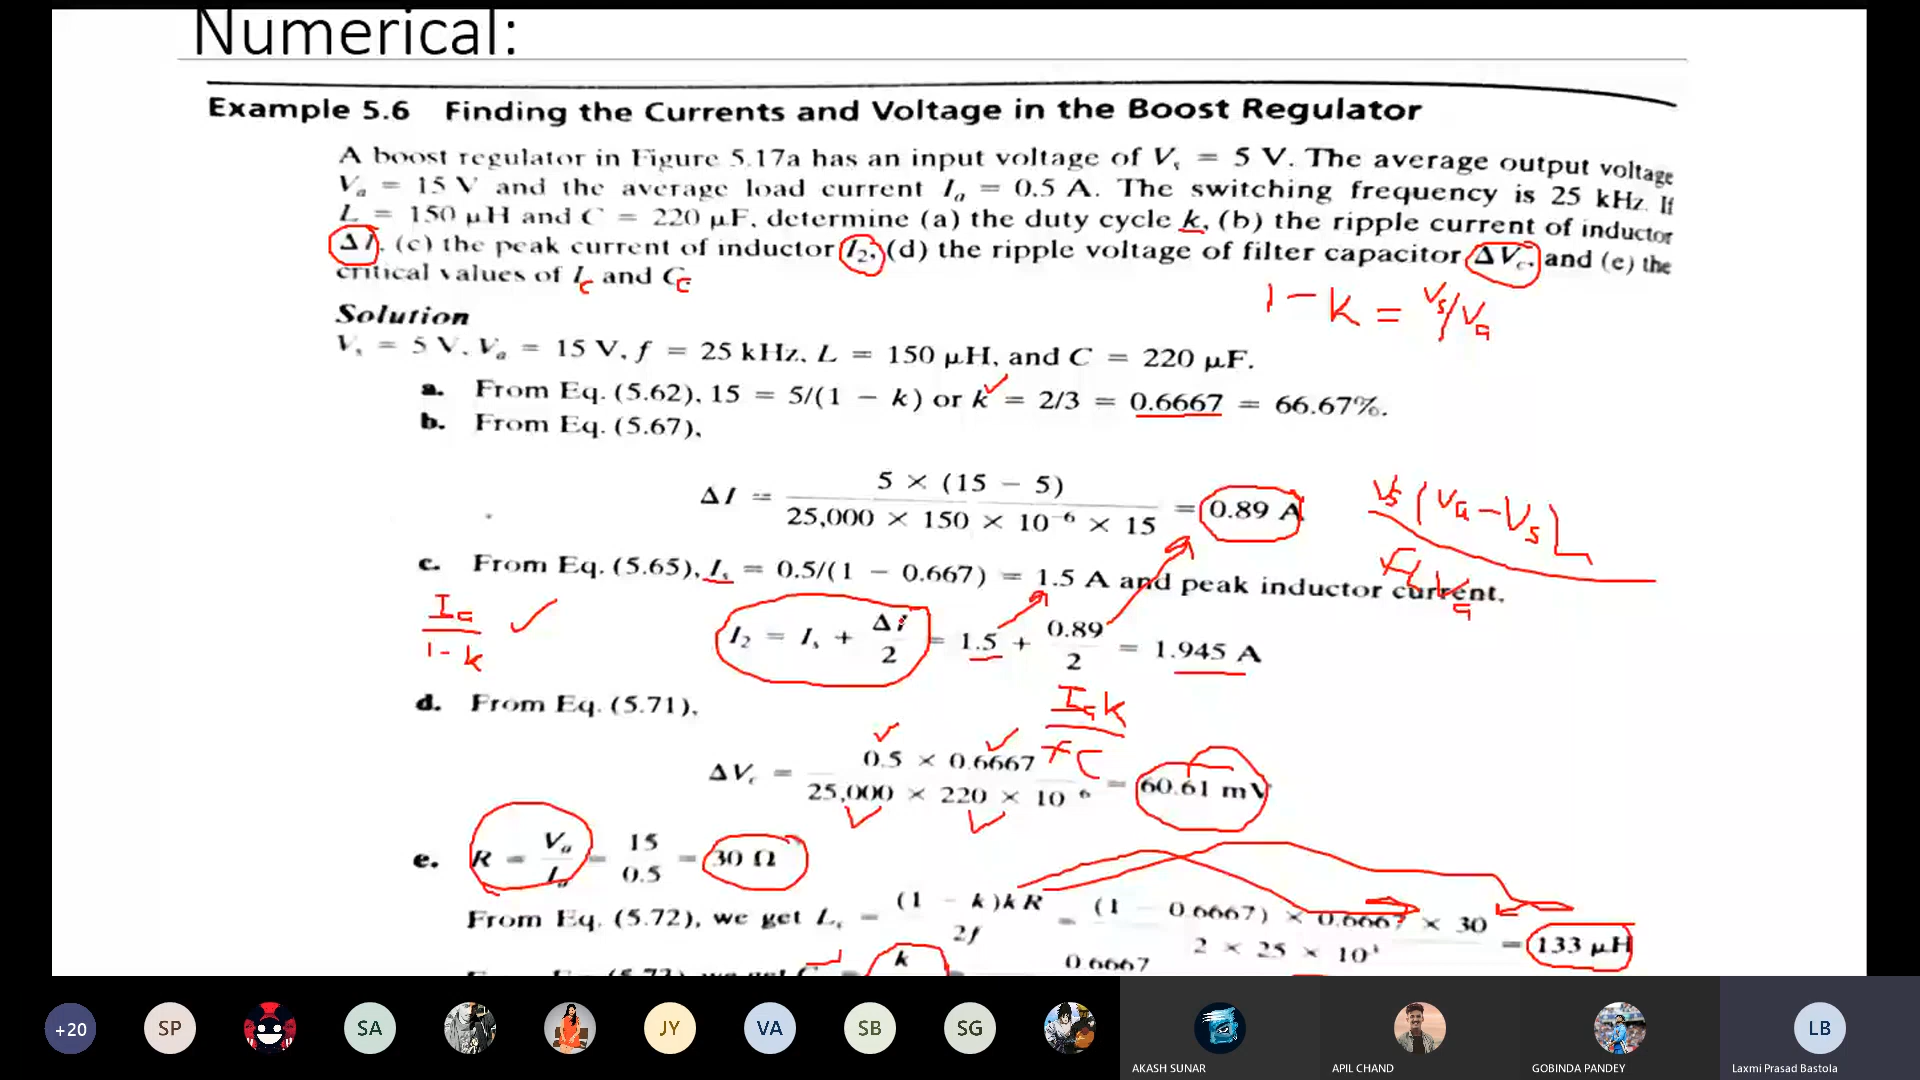 Numerical:
Example 5.6 Finding the Currents and Voltage in the Boost Regulator
A boost regulator in Figure 5.17a has an input voltage of Vs = 5 V. The average output voltage
Va = 15 V and the average load current Ia = 0.5 A. The switching frequency is 25 kHz. If
L = 150 μH and C = 220 μF, determine (a) the duty cycle k, (b) the ripple current of inductor
ΔI, (c) the peak current of inductor I2, (d) the ripple voltage of filter capacitor ΔVc, and (e) the
critical values of Lc and Cc
1 - k = Vs/Va
Solution
Vs = 5 V, Va = 15 V, f = 25 kHz, L = 150 μH, and C = 220 μF.
a. From Eq. (5.62), 15 = 5/(1 − k) or k = 2/3 = 0.6667 = 66.67%.
b. From Eq. (5.67),
ΔI = 5 × (15 − 5) / 25,000 × 150 × 10⁻⁶ × 15 = 0.89 A
Vs (Va - Vs) / fLVa
c. From Eq. (5.65), Is = 0.5/(1 − 0.667) = 1.5 A and peak inductor current,
Ia / 1 - k
I2 = Is + ΔI / 2 = 1.5 + 0.89 / 2 = 1.945 A
d. From Eq. (5.71),
Ia k / fC
ΔVc = 0.5 × 0.6667 / 25,000 × 220 × 10⁻⁶ = 60.61 mV
e. R = Va / Ia = 15 / 0.5 = 30 Ω
From Eq. (5.72), we get Lc = (1 − k)kR / 2f = (1 − 0.6667) × 0.6667 × 30 / 2 × 25 × 10³ = 133 μH
k 0.6667
+20
SP
SA
JY
VA
SB
SG
LB
AKASH SUNAR
APIL CHAND
GOBINDA PANDEY
Laxmi Prasad Bastola